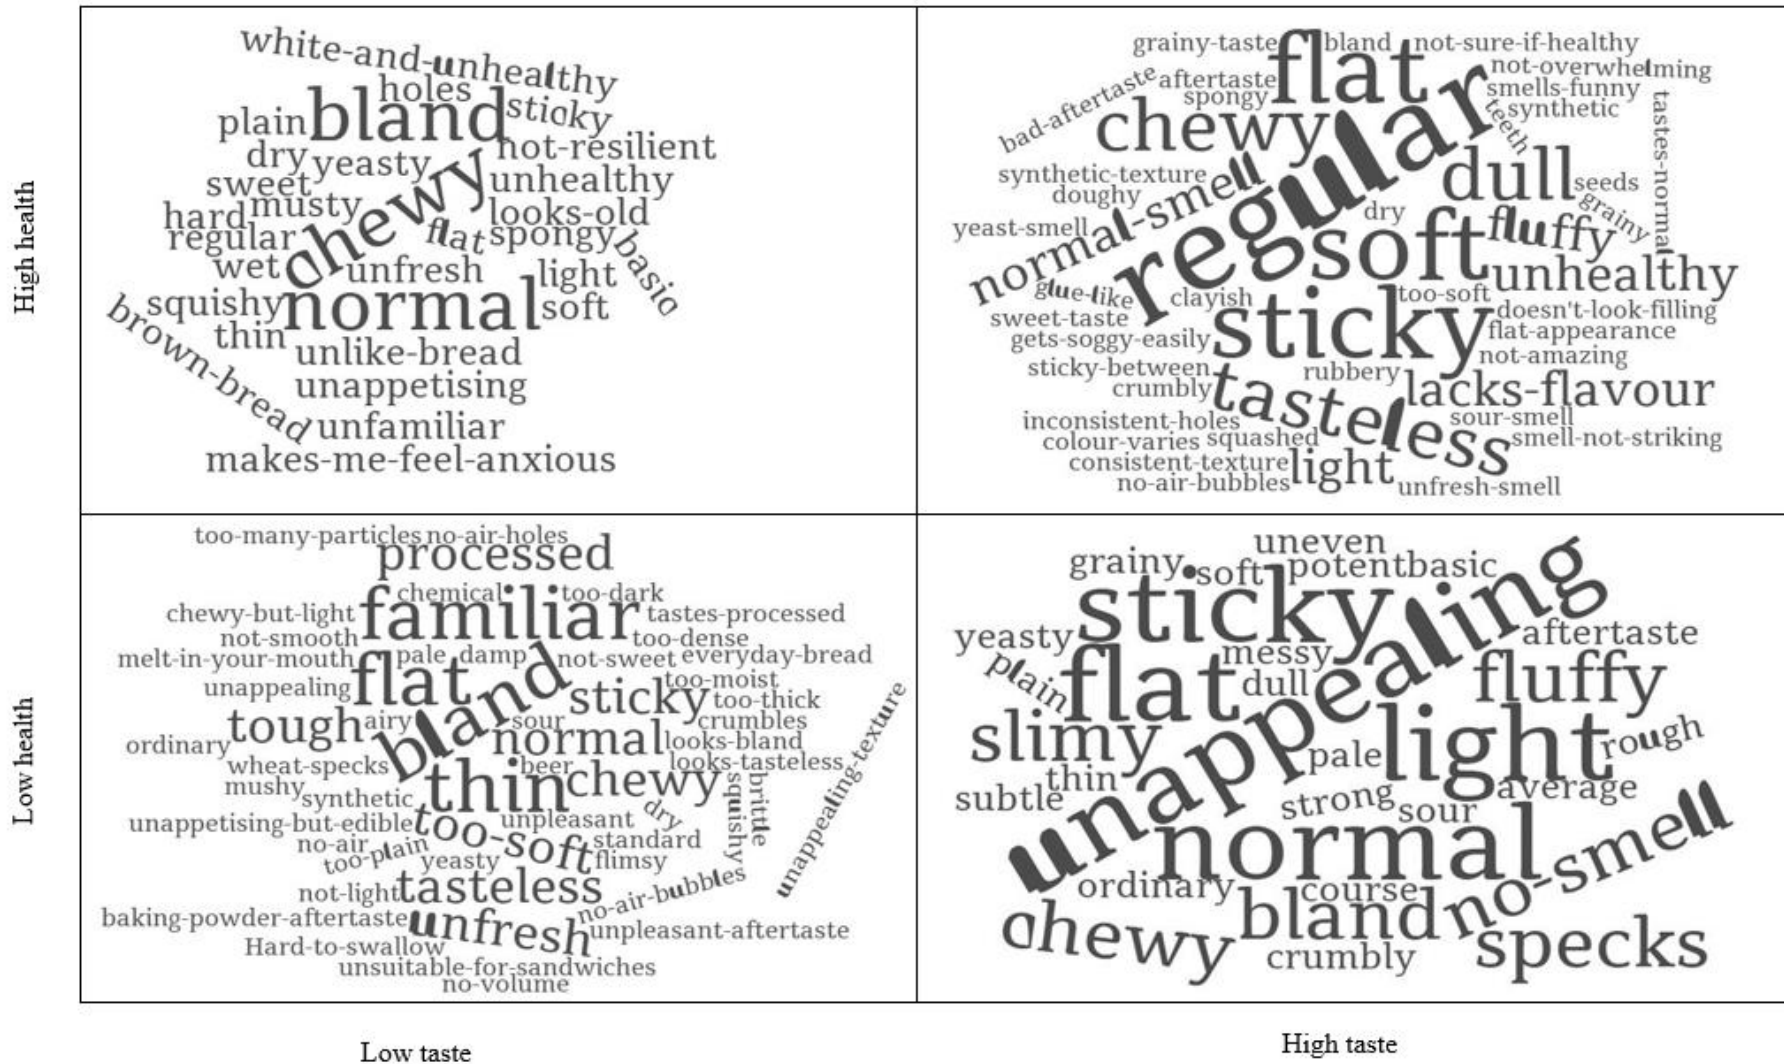 High health
white-and-unhealthy
holes
plain bland sticky
dry yeasty not-resilient
sweet chewy unhealthy
hard musty looks-old
regular flat spongy basic
wet unfresh light
squishy normal soft
brown-bread
thin unlike-bread
unappetising
unfamiliar
makes-me-feel-anxious
grainy-taste flat bland not-sure-if-healthy
bad-aftertaste aftertaste not-overwhelming
spongy smells-funny
chewy regular teeth synthetic tastes-normal
synthetic-texture dull seeds
doughy dry grainy
yeast-smell normal-smell soft fluffy
unhealthy
glue-like clayish too-soft doesn't-look-filling
sweet-taste sticky flat-appearance
gets-soggy-easily not-amazing
sticky-between rubbery lacks-flavour
crumbly tasteless
inconsistent-holes sour-smell
colour-varies squashed smell-not-striking
consistent-texture light
no-air-bubbles unfresh-smell
Low health
too-many-particles no-air-holes
processed
chemical too-dark
chewy-but-light familiar tastes-processed
not-smooth too-dense
melt-in-your-mouth pale damp not-sweet everyday-bread
unappealing flat bland sticky too-moist
too-thick
tough airy sour crumbles
ordinary normal looks-bland
wheat-specks beer looks-tasteless
mushy thin chewy squishy brittle unappealing-texture
synthetic dry
unappetising-but-edible too-soft unpleasant
no-air standard
too-plain yeasty flimsy
not-light tasteless no-air-bubbles
baking-powder-aftertaste unfresh unpleasant-aftertaste
Hard-to-swallow
unsuitable-for-sandwiches
no-volume
uneven
grainy soft potent basic
sticky unappealing
yeasty messy aftertaste
plain flat dull fluffy
slimy pale light rough
thin
subtle strong sour average
normal no-smell
ordinary course
chewy bland specks
crumbly
Low taste
High taste